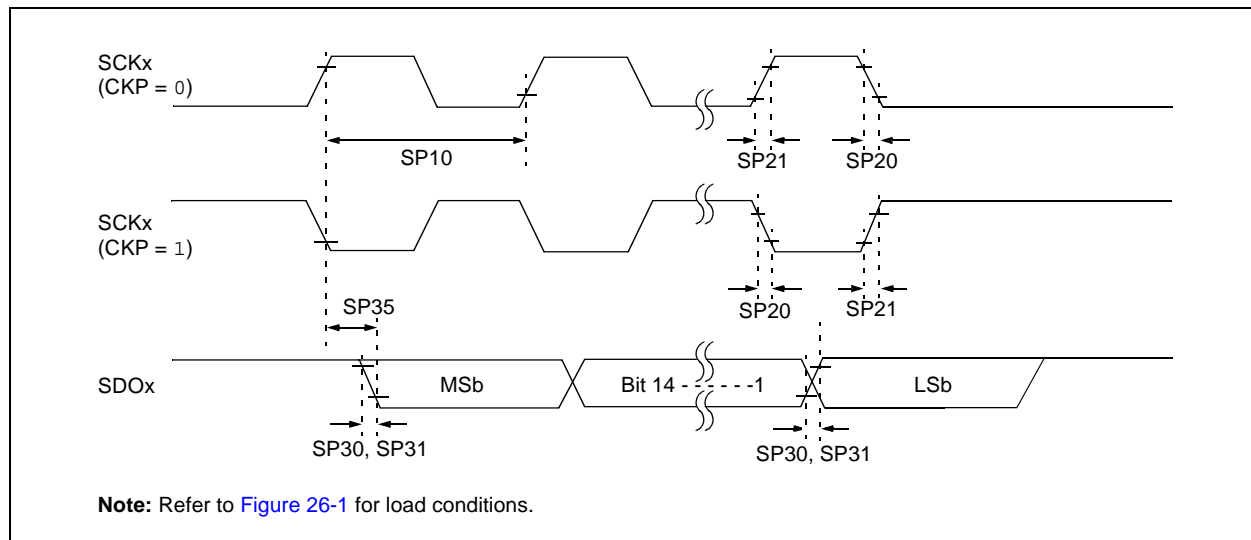 SCKx
(CKP = 0)
SP10
SP21
SP20
SCKx
(CKP = 1)
SP35
SP20
SP21
SDOx
MSb
Bit 14 - - - - - -1
LSb
SP30, SP31
SP30, SP31
Note: Refer to Figure 26-1 for load conditions.